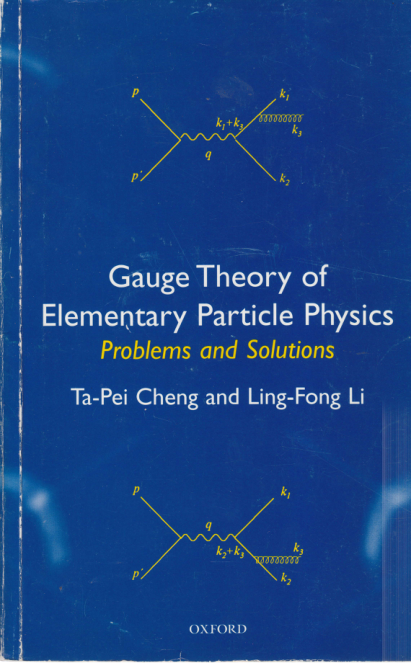 p
k₁
k₁+k₃
k₃
q
p'
k₂
Gauge Theory of
Elementary Particle Physics
Problems and Solutions
Ta-Pei Cheng and Ling-Fong Li
p
k₁
q
k₂+k₃
k₃
p'
k₂
OXFORD